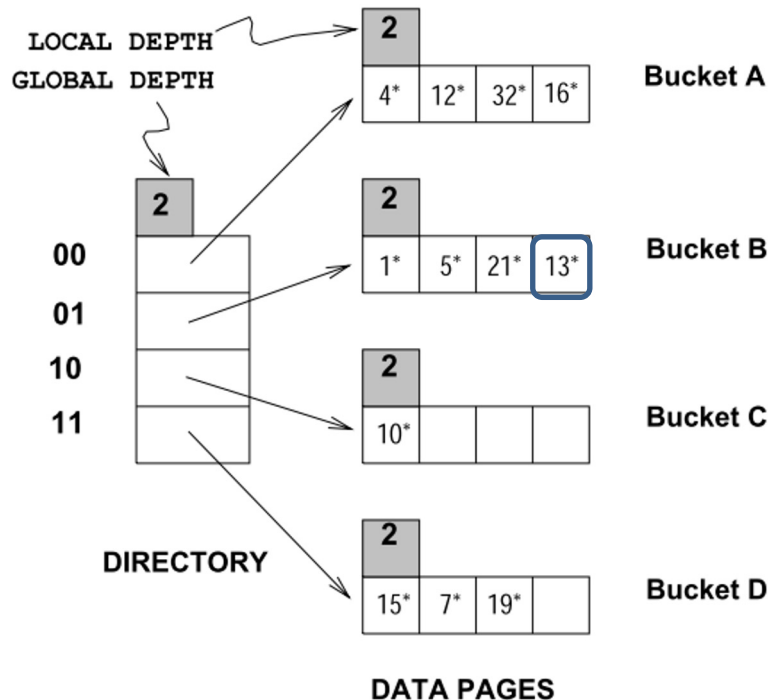 LOCAL DEPTH
GLOBAL DEPTH
2
4* 12* 32* 16*
Bucket A
2
00
01
10
11
2
1* 5* 21* 13*
Bucket B
2
10*
Bucket C
2
15* 7* 19*
Bucket D
DIRECTORY
DATA PAGES